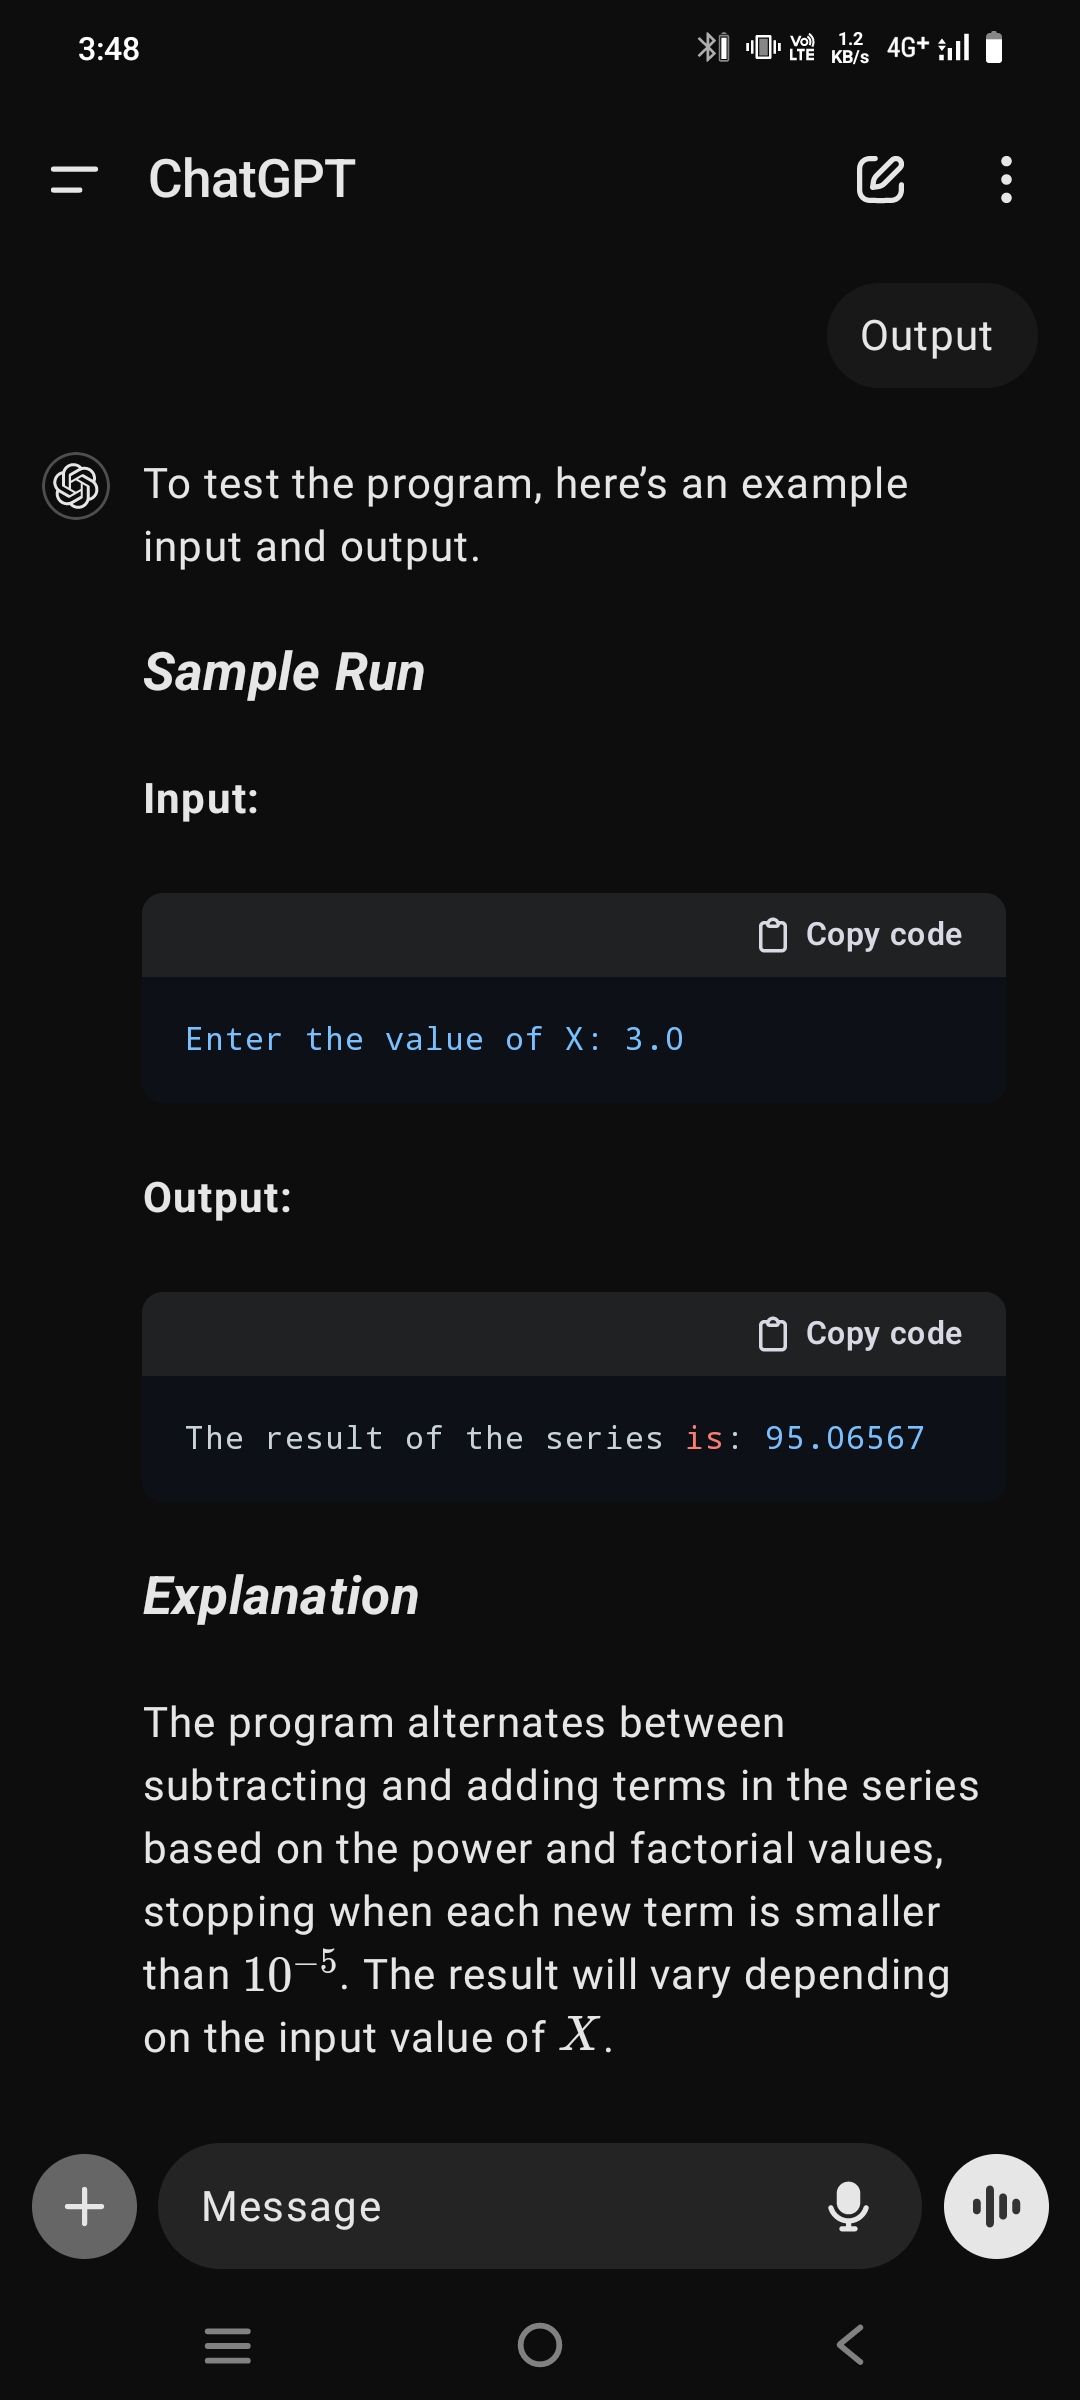 3:48
Vo))
LTE
1.2
KB/s
4G+
ChatGPT
Output
To test the program, here’s an example
input and output.
Sample Run
Input:
Copy code
Enter the value of X: 3.0
Output:
Copy code
The result of the series is: 95.06567
Explanation
The program alternates between
subtracting and adding terms in the series
based on the power and factorial values,
stopping when each new term is smaller
than 10⁻⁵. The result will vary depending
on the input value of X.
Message